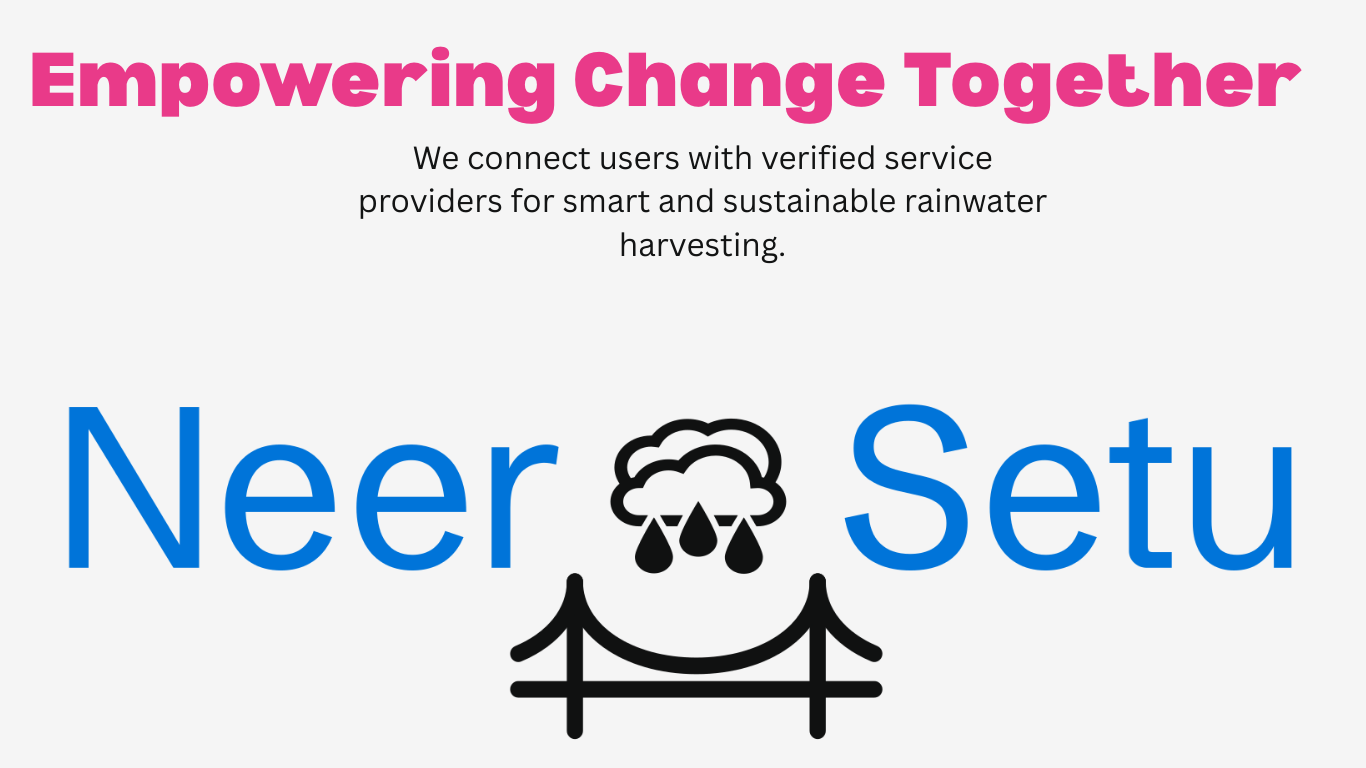 Empowering Change Together
We connect users with verified service
providers for smart and sustainable rainwater
harvesting.
Neer Setu